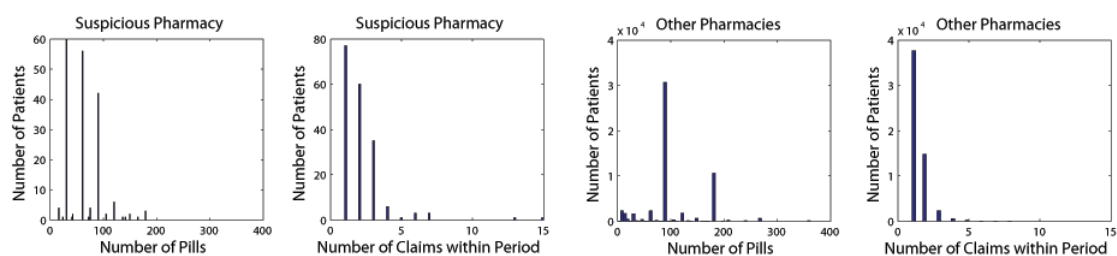 Suspicious Pharmacy
Number of Patients
60
50
40
30
20
10
0
0
100
200
300
400
Number of Pills
Suspicious Pharmacy
Number of Patients
80
60
40
20
0
0
5
10
15
Number of Claims within Period
Other Pharmacies
x 10⁴
Number of Patients
4
3
2
1
0
0
100
200
300
400
Number of Pills
Other Pharmacies
x 10⁴
Number of Patients
4
3
2
1
0
0
5
10
15
Number of Claims within Period